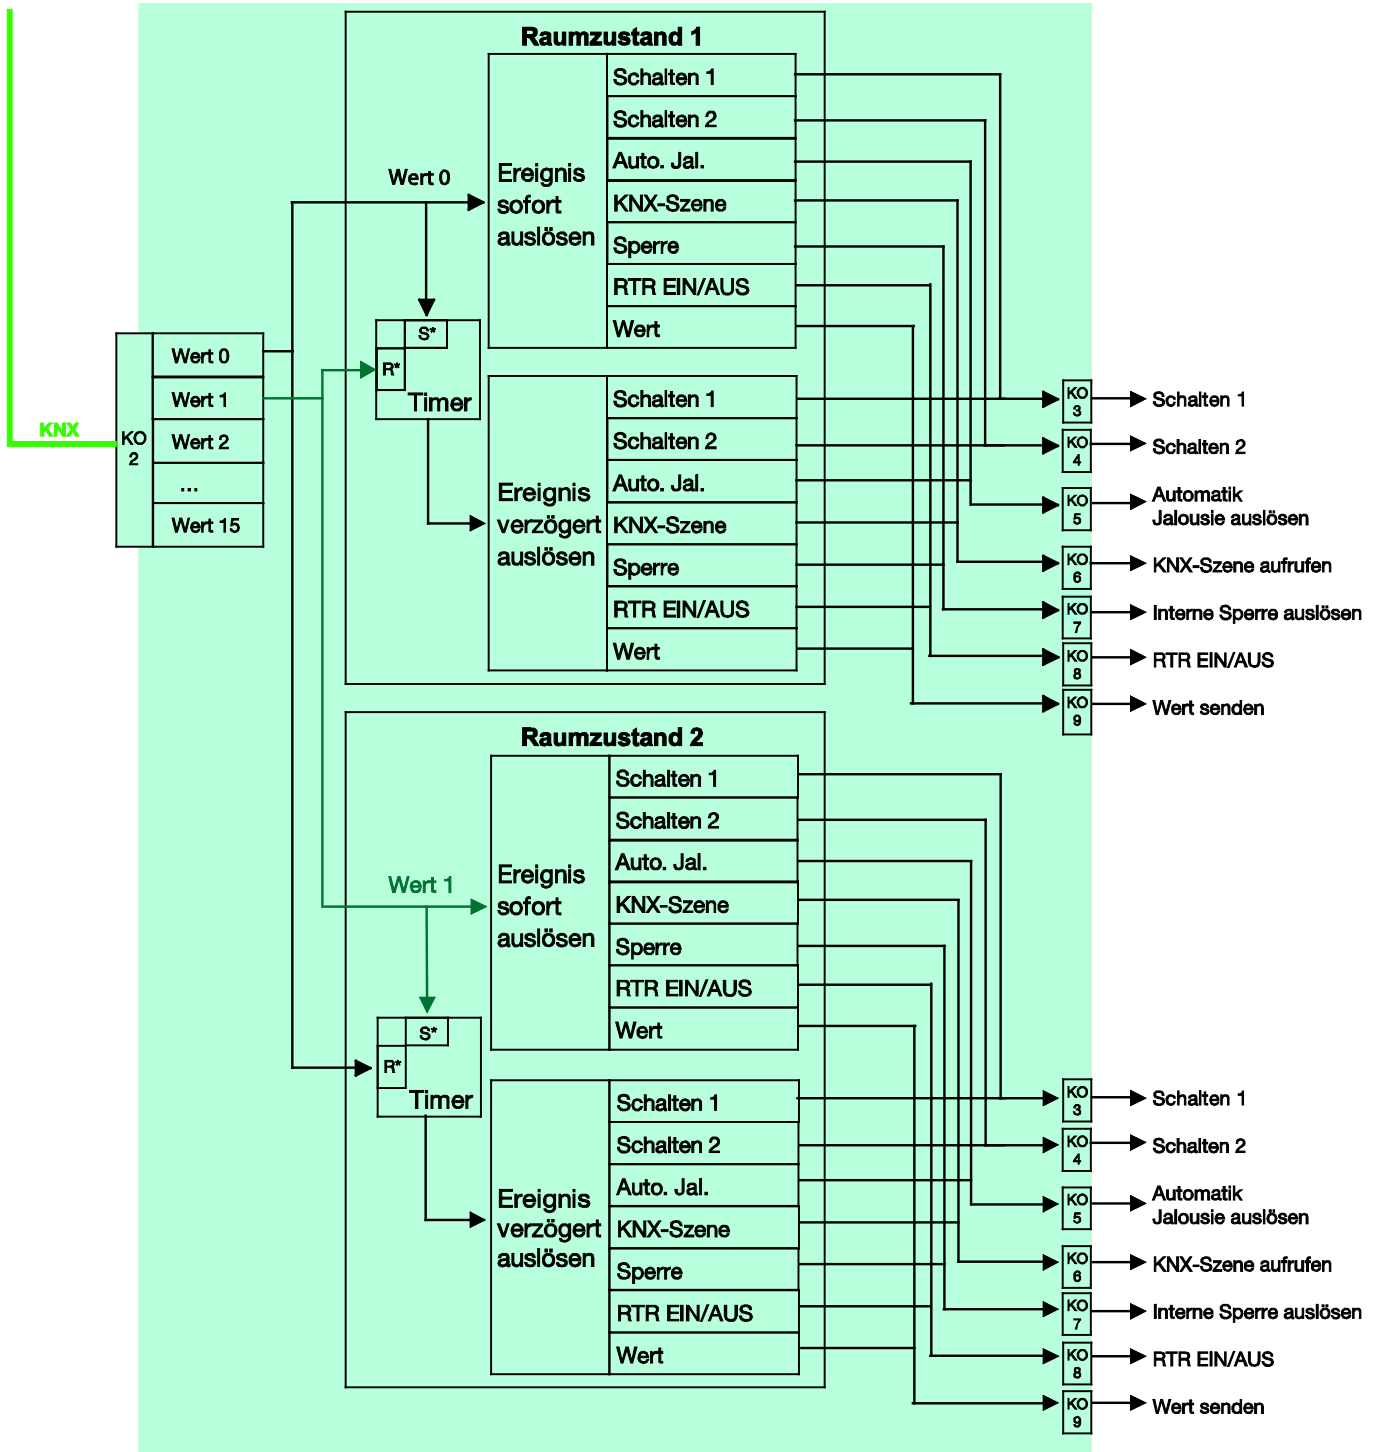 KNX
KO
2
Wert 0
Wert 1
Wert 2
...
Wert 15
Raumzustand 1
Wert 0
S*
R*
Timer
Ereignis
sofort
auslösen
Schalten 1
Schalten 2
Auto. Jal.
KNX-Szene
Sperre
RTR EIN/AUS
Wert
Ereignis
verzögert
auslösen
Schalten 1
Schalten 2
Auto. Jal.
KNX-Szene
Sperre
RTR EIN/AUS
Wert
KO
3
Schalten 1
KO
4
Schalten 2
KO
5
Automatik
Jalousie auslösen
KO
6
KNX-Szene aufrufen
KO
7
Interne Sperre auslösen
KO
8
RTR EIN/AUS
KO
9
Wert senden
Raumzustand 2
Wert 1
S*
R*
Timer
Ereignis
sofort
auslösen
Schalten 1
Schalten 2
Auto. Jal.
KNX-Szene
Sperre
RTR EIN/AUS
Wert
Ereignis
verzögert
auslösen
Schalten 1
Schalten 2
Auto. Jal.
KNX-Szene
Sperre
RTR EIN/AUS
Wert
KO
3
Schalten 1
KO
4
Schalten 2
KO
5
Automatik
Jalousie auslösen
KO
6
KNX-Szene aufrufen
KO
7
Interne Sperre auslösen
KO
8
RTR EIN/AUS
KO
9
Wert senden